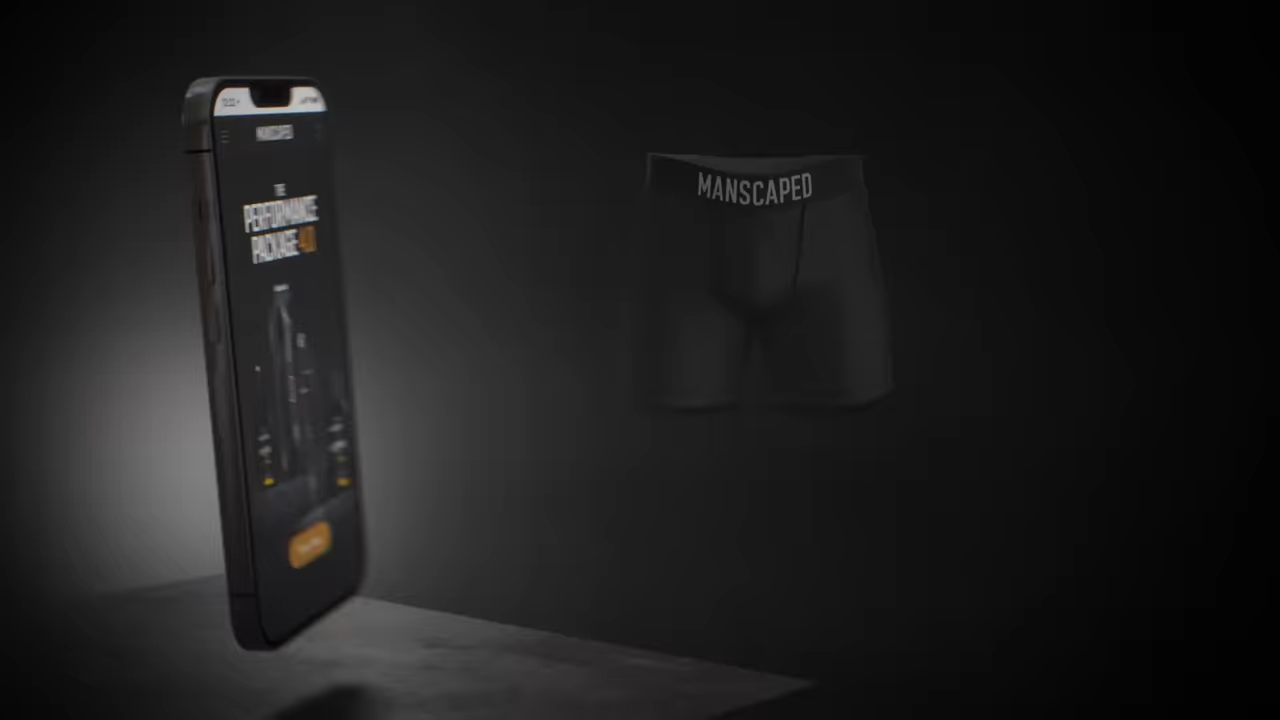 MANSCAPED
THE
PERFORMANCE
PACKAGE 4.0
MANSCAPED